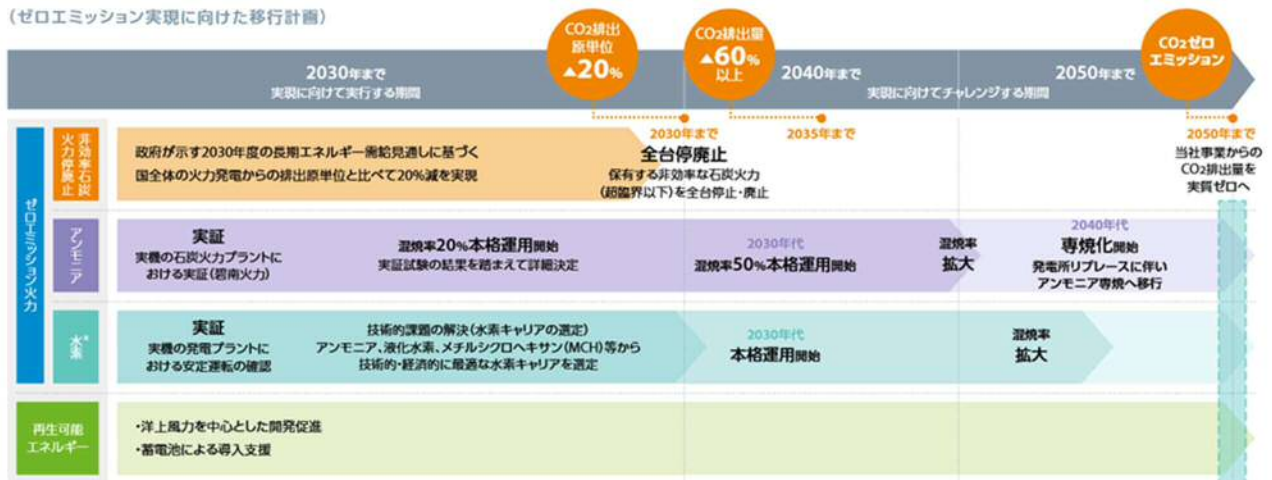 (ゼロエミッション実現に向けた移行計画)
CO2排出
原単位
▲20%
CO2排出量
▲60%
以上
CO2ゼロ
エミッション
2030年まで
実現に向けて実行する期間
2040年まで
2050年まで
実現に向けてチャレンジする期間
2030年まで
2035年まで
2050年まで
ゼロエミッション火力
非効率石炭
火力停廃止
政府が示す2030年度の長期エネルギー需給見通しに基づく
国全体の火力発電からの排出原単位と比べて20%減を実現
全台停廃止
保有する非効率な石炭火力
(超臨界以下)を全台停止・廃止
当社事業からの
CO2排出量を
実質ゼロへ
アンモニア
実証
実機の石炭火力プラントに
おける実証(碧南火力)
混焼率20%本格運用開始
実証試験の結果を踏まえて詳細決定
2030年代
混焼率50%本格運用開始
混焼率
拡大
2040年代
専焼化開始
発電所リプレースに伴い
アンモニア専焼へ移行
水素*
実証
実機の発電プラントに
おける安定運転の確認
技術的課題の解決(水素キャリアの選定)
アンモニア、液化水素、メチルシクロヘキサン(MCH)等から
技術的・経済的に最適な水素キャリアを選定
2030年代
本格運用開始
混焼率
拡大
再生可能
エネルギー
・洋上風力を中心とした開発促進
・蓄電池による導入支援